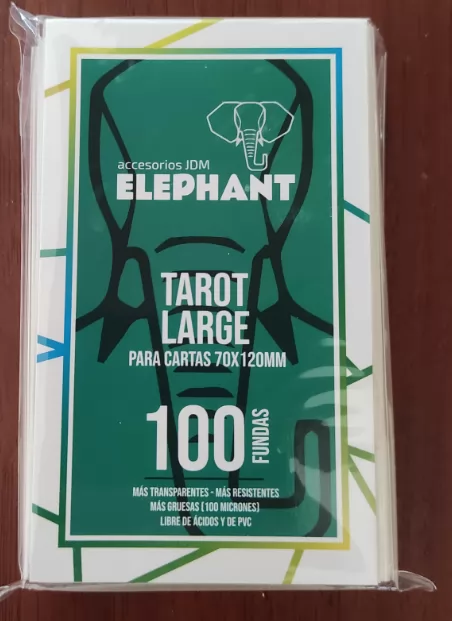 accesorios JDM
ELEPHANT
TAROT
LARGE
PARA CARTAS 70X120MM
100 FUNDAS
MÁS TRANSPARENTES - MÁS RESISTENTES
MÁS GRUESAS (100 MICRONES)
LIBRE DE ÁCIDOS Y DE PVC